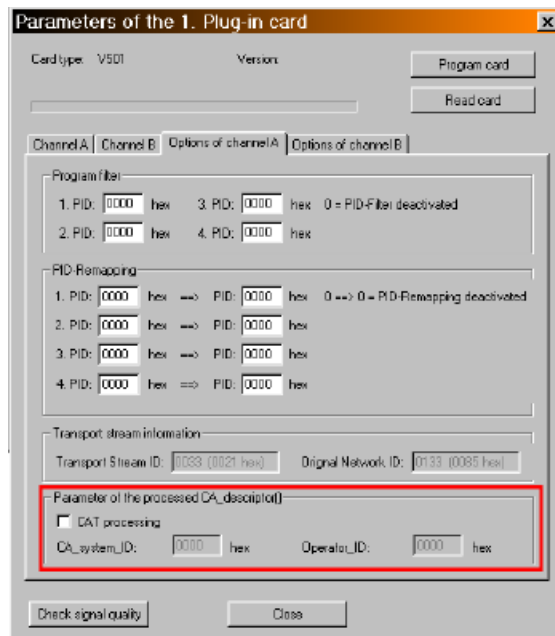 Parameters of the 1. Plug-in card
Card type: V501 Version:
Program card
Read card
Channel A Channel B Options of channel A Options of channel B
Program filter
1. PID: 0000 hex 3. PID: 0000 hex 0 = PID-Filter deactivated
2. PID: 0000 hex 4. PID: 0000 hex
PID-Remapping
1. PID: 0000 hex ==> PID: 0000 hex 0 ==> 0 = PID-Remapping deactivated
2. PID: 0000 hex ==> PID: 0000 hex
3. PID: 0000 hex ==> PID: 0000 hex
4. PID: 0000 hex ==> PID: 0000 hex
Transport stream information
Transport Stream ID: 0033 (0021 hex) Orignal Network ID: 0133 (0085 hex)
Parameter of the processed CA_descriptor()
CAT processing
CA_system_ID: 0000 hex Operator_ID: 0000 hex
Check signal quality Close